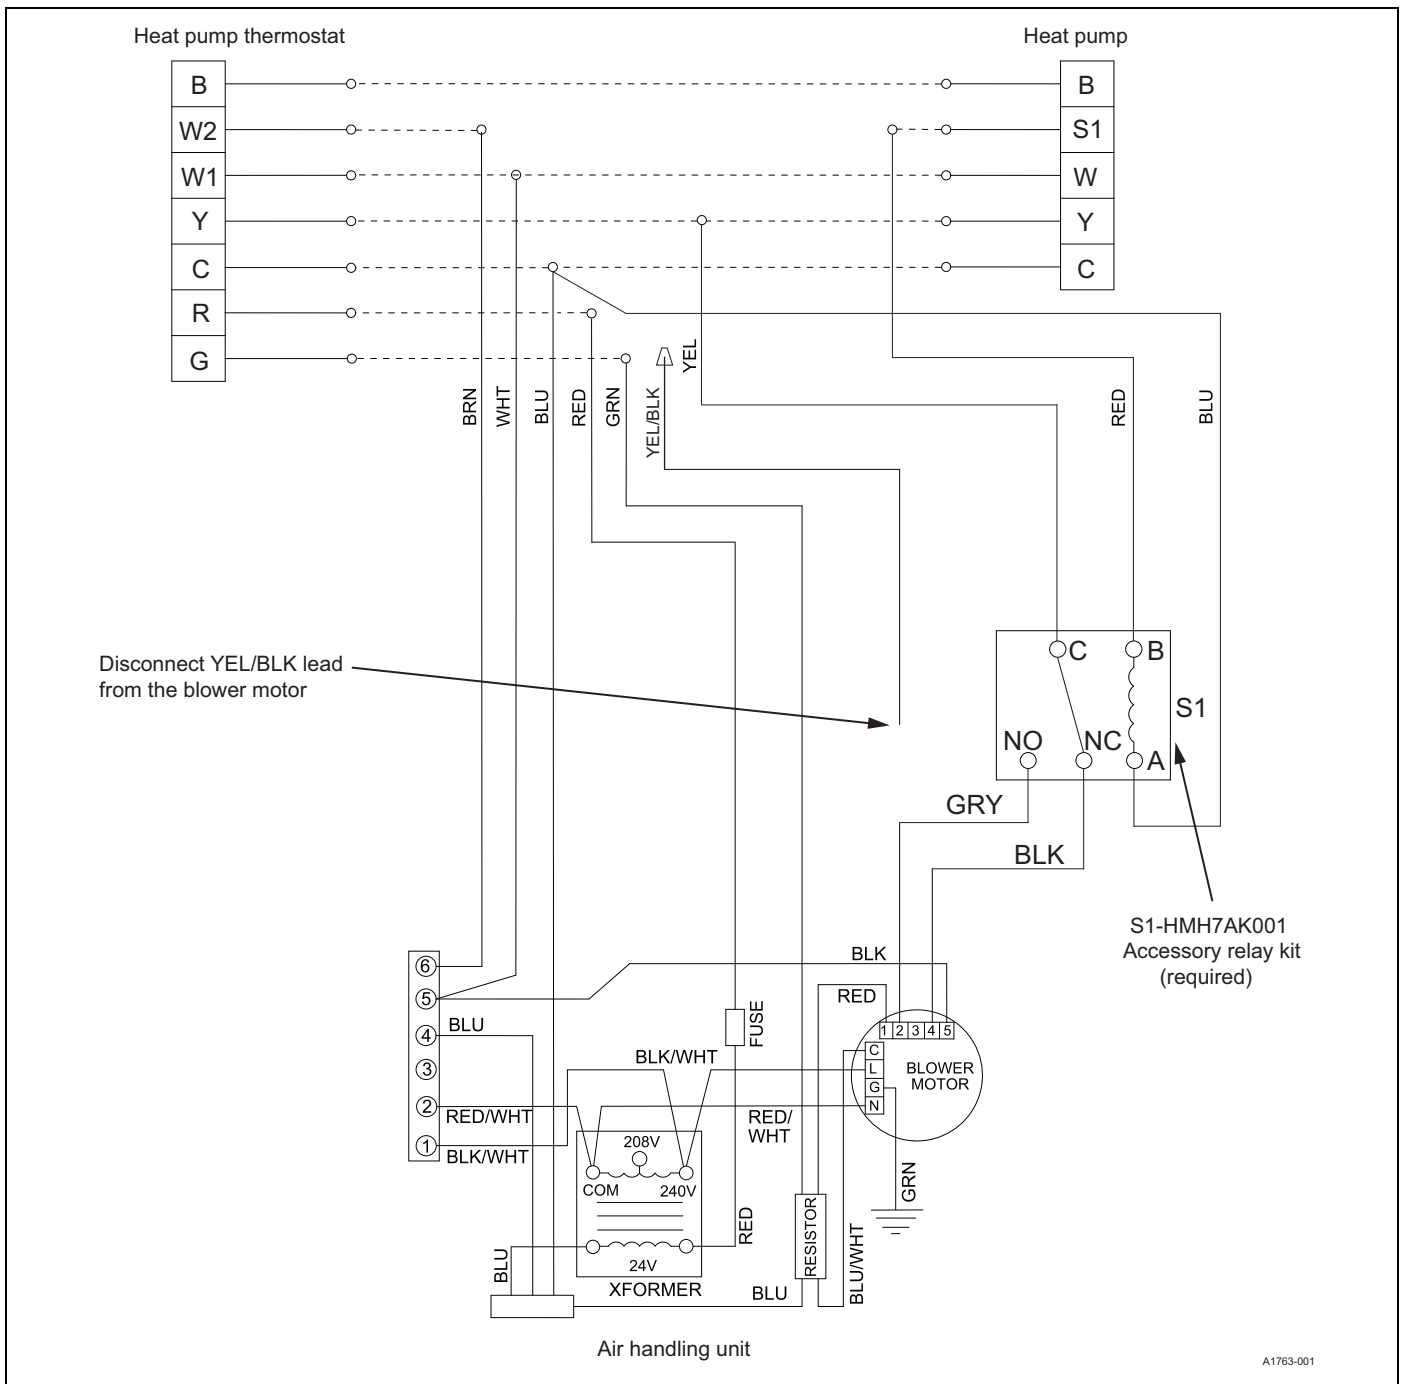 Heat pump thermostat
Heat pump
B
W2
W1
Y
C
R
G
B
S1
W
Y
C
BRN
WHT
BLU
RED
GRN
YEL/BLK
YEL
RED
BLU
Disconnect YEL/BLK lead
from the blower motor
C
B
S1
NO
NC
A
GRY
BLK
S1-HMH7AK001
Accessory relay kit
(required)
6
5
4
3
2
1
BLU
RED/WHT
BLK/WHT
BLK
RED
FUSE
BLK/WHT
1 2 3 4 5
C
L
G
N
BLOWER
MOTOR
RED/
WHT
208V
COM
240V
24V
XFORMER
RED
BLU
BLU
RESISTOR
BLU/WHT
GRN
Air handling unit
A1763-001